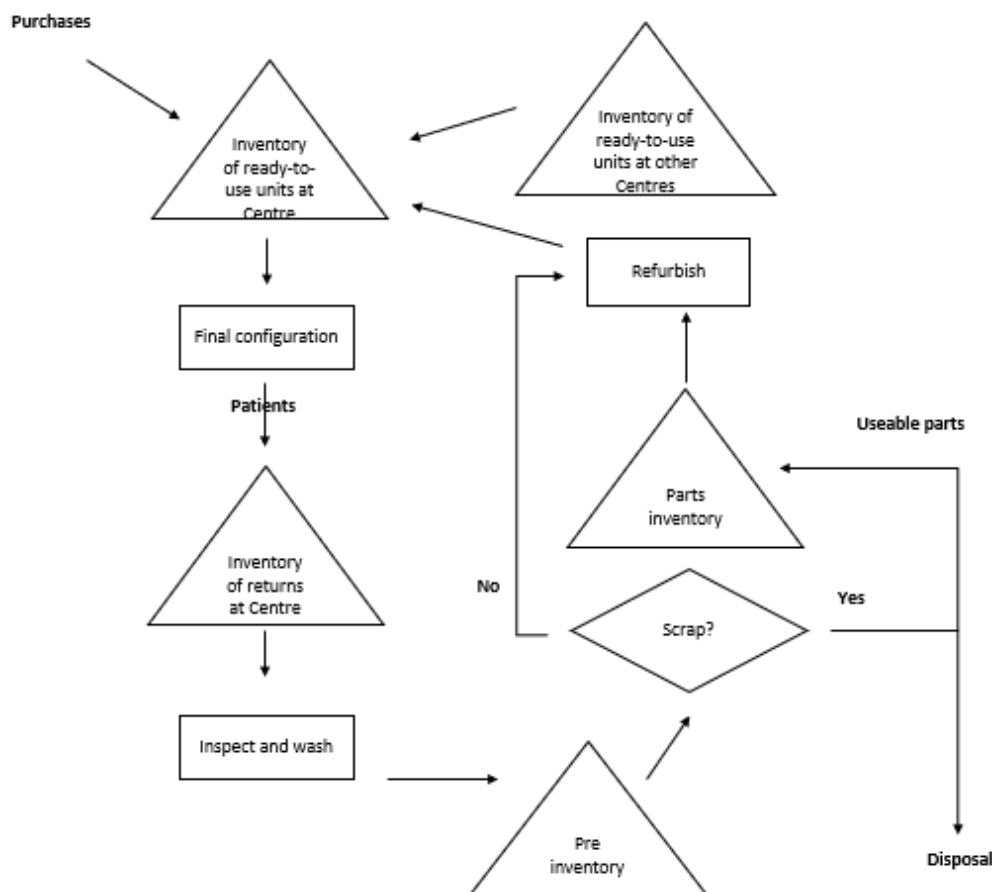 Purchases
Inventory
of ready-to-
use units at
Centre
Inventory of
ready-to-use
units at other
Centres
Refurbish
Final configuration
Patients
Useable parts
Parts
inventory
Inventory
of returns
at Centre
No
Scrap?
Yes
Inspect and wash
Pre
inventory
Disposal